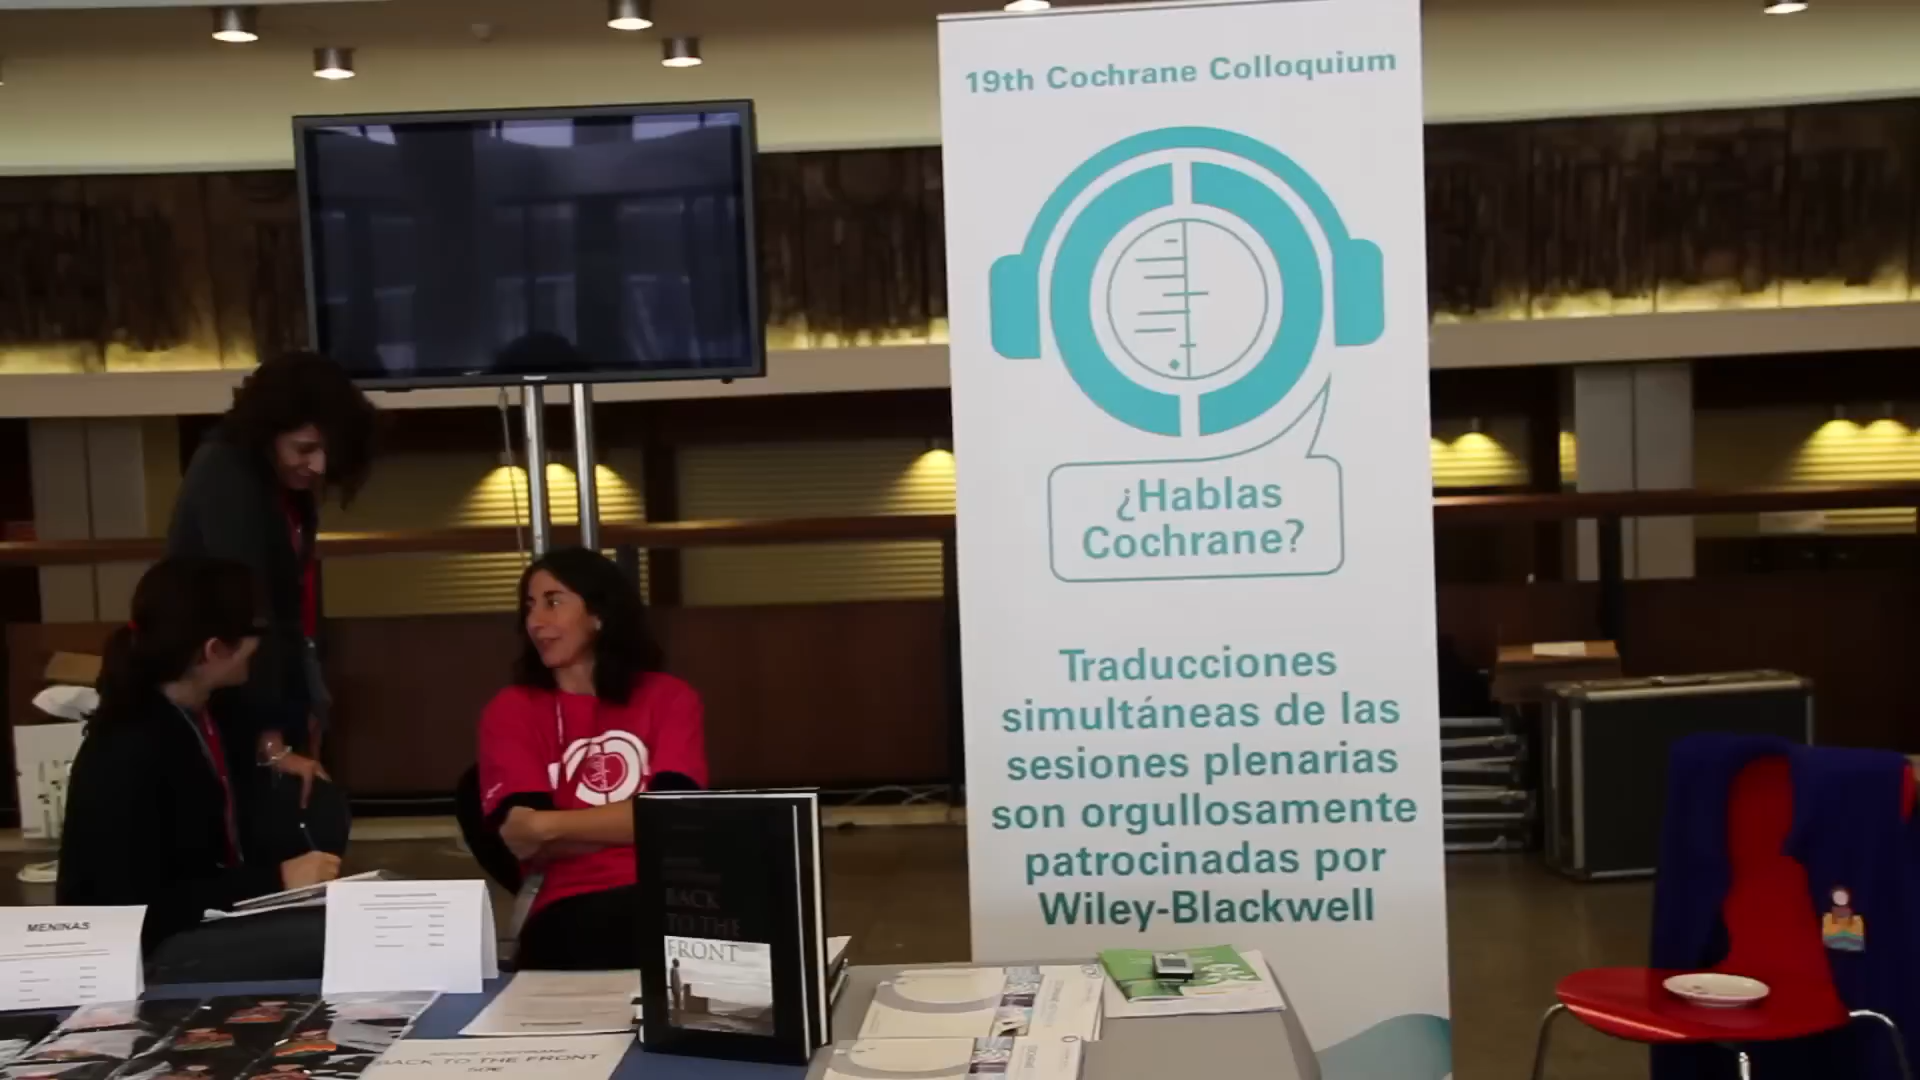 19th Cochrane Colloquium
¿Hablas
Cochrane?
Traducciones
simultáneas de las
sesiones plenarias
son orgullosamente
patrocinadas por
Wiley-Blackwell
MENINAS
BACK
TO THE
FRONT
BACK TO THE FRONT
50€